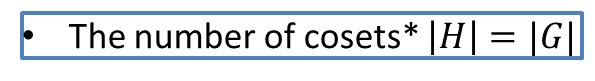 • The number of cosets* |H| = |G|